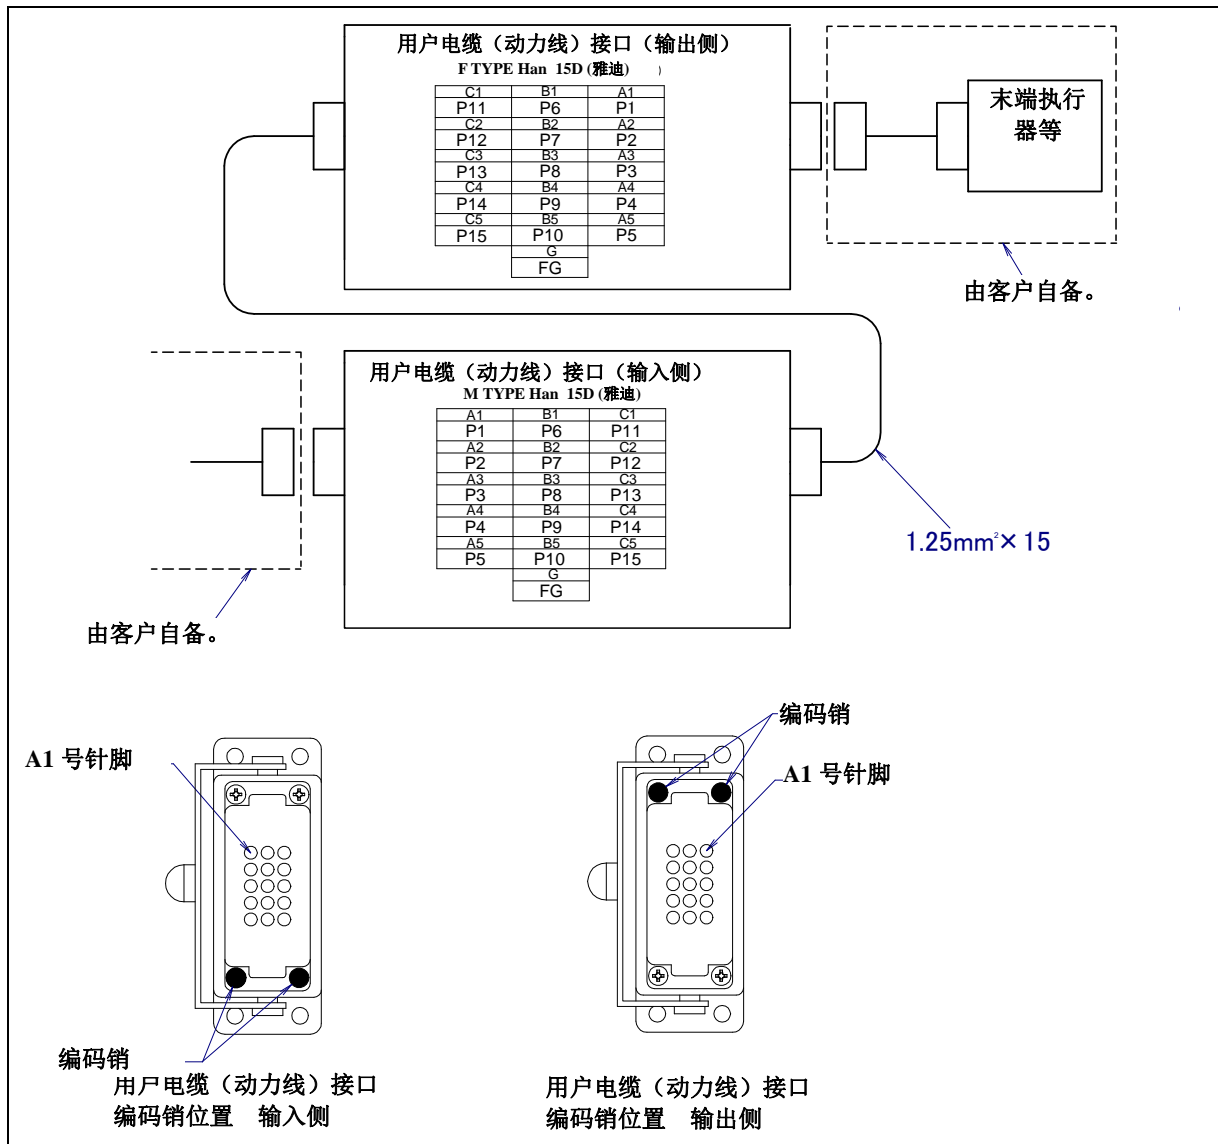 用户电缆（动力线）接口（输出侧）
F TYPE Han 15D (雅迪) )
C1 B1 A1
P11 P6 P1
C2 B2 A2
P12 P7 P2
C3 B3 A3
P13 P8 P3
C4 B4 A4
P14 P9 P4
C5 B5 A5
P15 P10 P5
G
FG
末端执行
器等
由客户自备。
用户电缆（动力线）接口（输入侧）
M TYPE Han 15D (雅迪)
A1 B1 C1
P1 P6 P11
A2 B2 C2
P2 P7 P12
A3 B3 C3
P3 P8 P13
A4 B4 C4
P4 P9 P14
A5 B5 C5
P5 P10 P15
G
FG
1.25mm²×15
由客户自备。
A1 号针脚
编码销
用户电缆（动力线）接口
编码销位置 输入侧
编码销
A1 号针脚
用户电缆（动力线）接口
编码销位置 输出侧